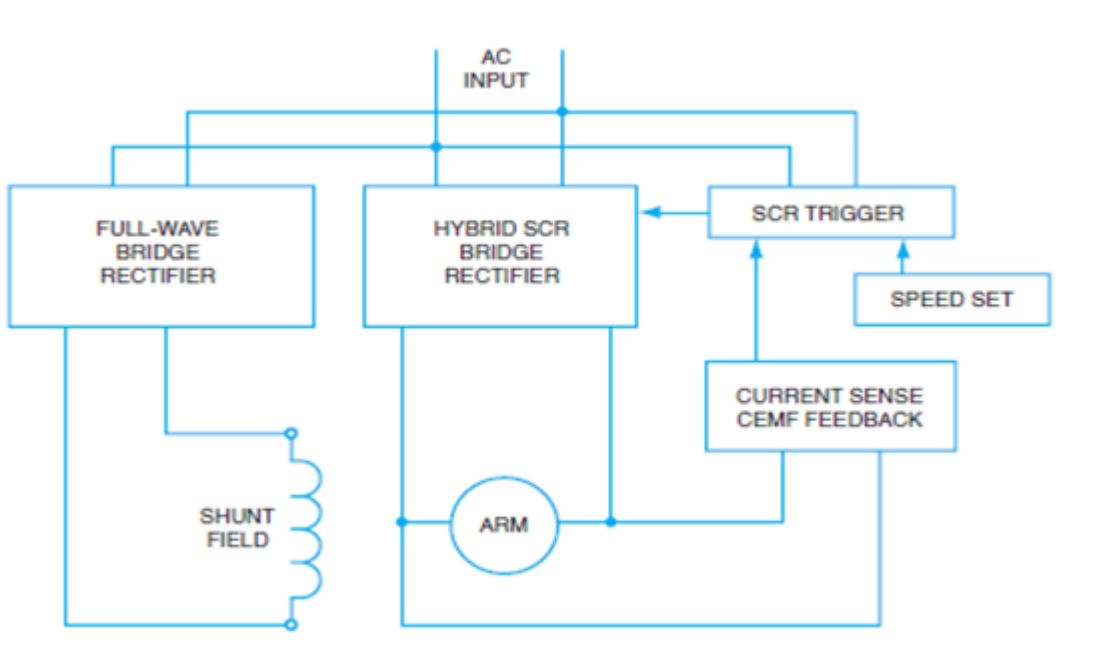 AC
INPUT
FULL-WAVE
BRIDGE
RECTIFIER
HYBRID SCR
BRIDGE
RECTIFIER
SCR TRIGGER
SPEED SET
CURRENT SENSE
CEMF FEEDBACK
SHUNT
FIELD
ARM